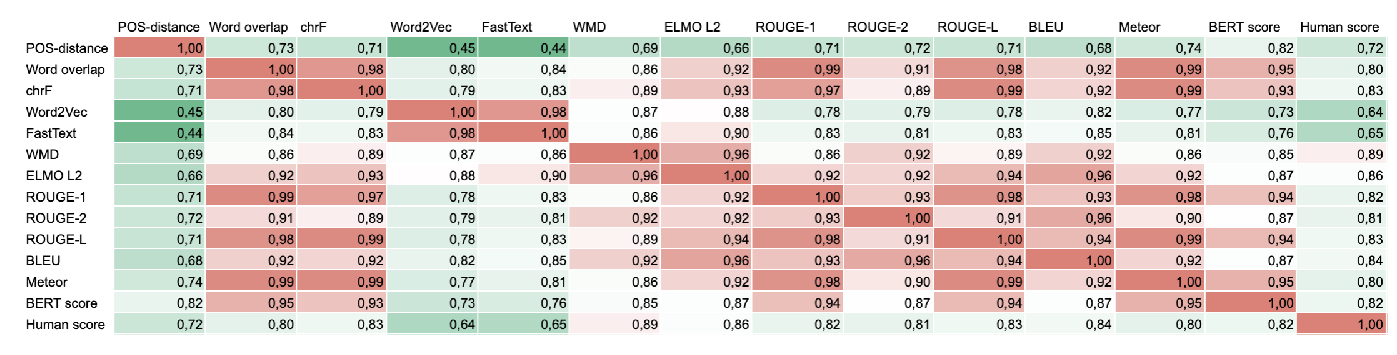 POS-distance Word overlap chrF Word2Vec FastText WMD ELMO L2 ROUGE-1 ROUGE-2 ROUGE-L BLEU Meteor BERT score Human score
POS-distance 1,00 0,73 0,71 0,45 0,44 0,69 0,66 0,71 0,72 0,71 0,68 0,74 0,82 0,72
Word overlap 0,73 1,00 0,98 0,80 0,84 0,86 0,92 0,99 0,91 0,98 0,92 0,99 0,95 0,80
chrF 0,71 0,98 1,00 0,79 0,83 0,89 0,93 0,97 0,89 0,99 0,92 0,99 0,93 0,83
Word2Vec 0,45 0,80 0,79 1,00 0,98 0,87 0,88 0,78 0,79 0,78 0,82 0,77 0,73 0,64
FastText 0,44 0,84 0,83 0,98 1,00 0,86 0,90 0,83 0,81 0,83 0,85 0,81 0,76 0,65
WMD 0,69 0,86 0,89 0,87 0,86 1,00 0,96 0,86 0,92 0,89 0,92 0,86 0,85 0,89
ELMO L2 0,66 0,92 0,93 0,88 0,90 0,96 1,00 0,92 0,92 0,94 0,96 0,92 0,87 0,86
ROUGE-1 0,71 0,99 0,97 0,78 0,83 0,86 0,92 1,00 0,93 0,98 0,93 0,98 0,94 0,82
ROUGE-2 0,72 0,91 0,89 0,79 0,81 0,92 0,92 0,93 1,00 0,91 0,96 0,90 0,87 0,81
ROUGE-L 0,71 0,98 0,99 0,78 0,83 0,89 0,94 0,98 0,91 1,00 0,94 0,99 0,94 0,83
BLEU 0,68 0,92 0,92 0,82 0,85 0,92 0,96 0,93 0,96 0,94 1,00 0,92 0,87 0,84
Meteor 0,74 0,99 0,99 0,77 0,81 0,86 0,92 0,98 0,90 0,99 0,92 1,00 0,95 0,80
BERT score 0,82 0,95 0,93 0,73 0,76 0,85 0,87 0,94 0,87 0,94 0,87 0,95 1,00 0,82
Human score 0,72 0,80 0,83 0,64 0,65 0,89 0,86 0,82 0,81 0,83 0,84 0,80 0,82 1,00